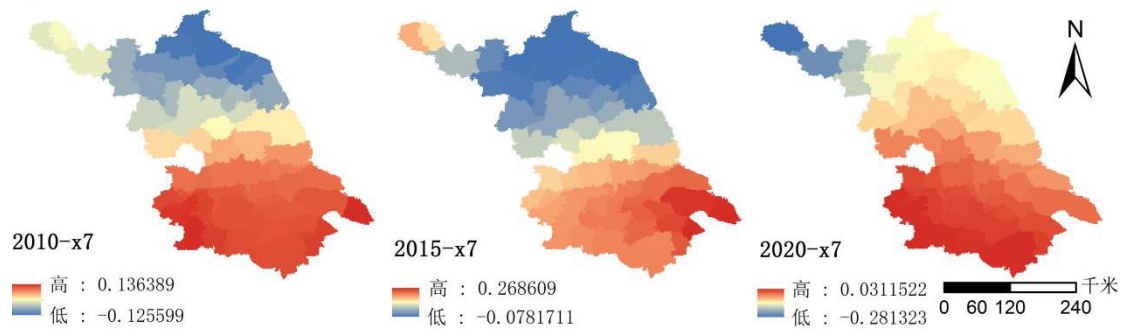 N
2010-x7
高 : 0.136389
低 : -0.125599
2015-x7
高 : 0.268609
低 : -0.0781711
2020-x7
高 : 0.0311522
低 : -0.281323
千米
0 60 120 240